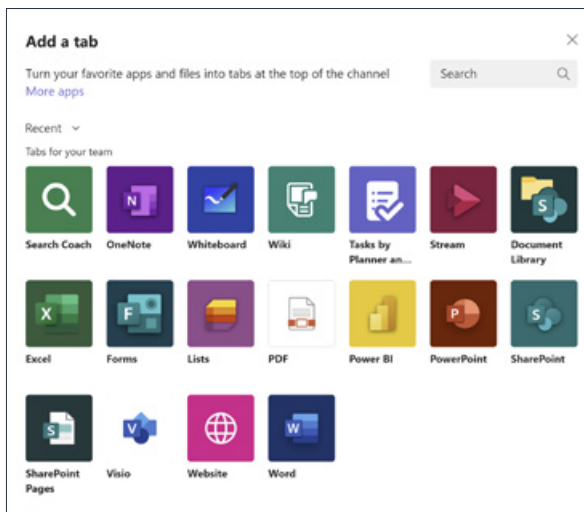 Add a tab
Turn your favorite apps and files into tabs at the top of the channel
Search
More apps
Recent
Tabs for your team
Search Coach
OneNote
Whiteboard
Wiki
Tasks by
Planner an...
Stream
Document
Library
Excel
Forms
Lists
PDF
Power BI
PowerPoint
SharePoint
SharePoint
Pages
Visio
Website
Word